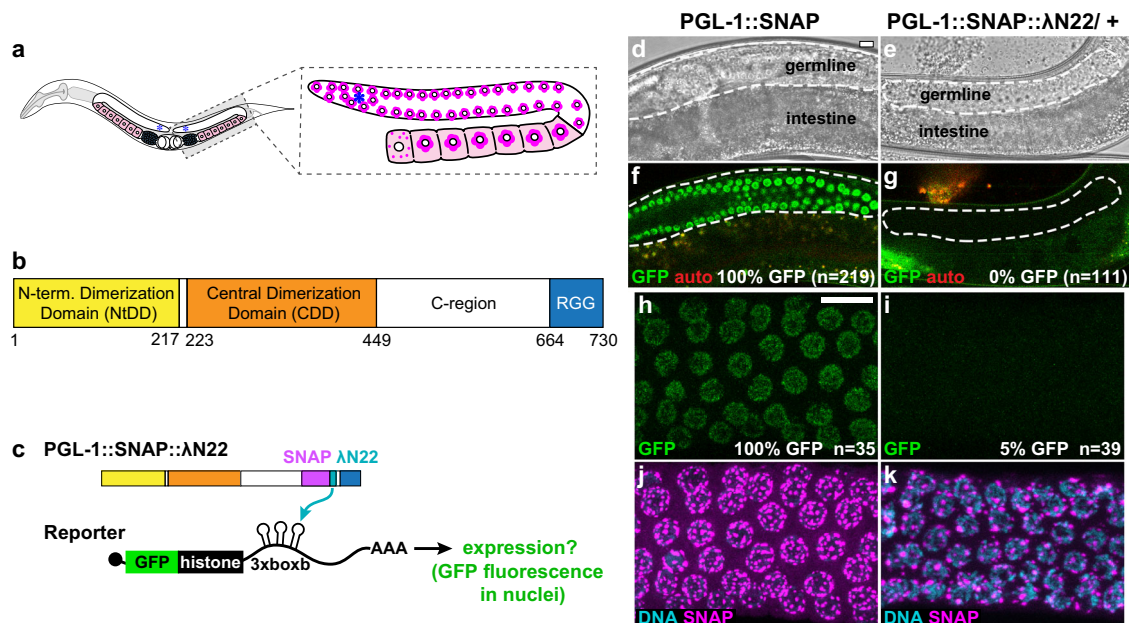 PGL-1::SNAP
PGL-1::SNAP::λN22/ +
a
*
*
*
b
N-term. Dimerization
Domain (NtDD)
Central Dimerization
Domain (CDD)
C-region
RGG
1
217
223
449
664
730
c
PGL-1::SNAP::λN22
SNAP
λN22
Reporter
GFP
histone
3xboxb
AAA
expression?
(GFP fluorescence
in nuclei)
d
germline
intestine
e
germline
intestine
f
GFP auto 100% GFP (n=219)
g
GFP auto 0% GFP (n=111)
h
GFP 100% GFP n=35
i
GFP 5% GFP n=39
j
DNA SNAP
k
DNA SNAP